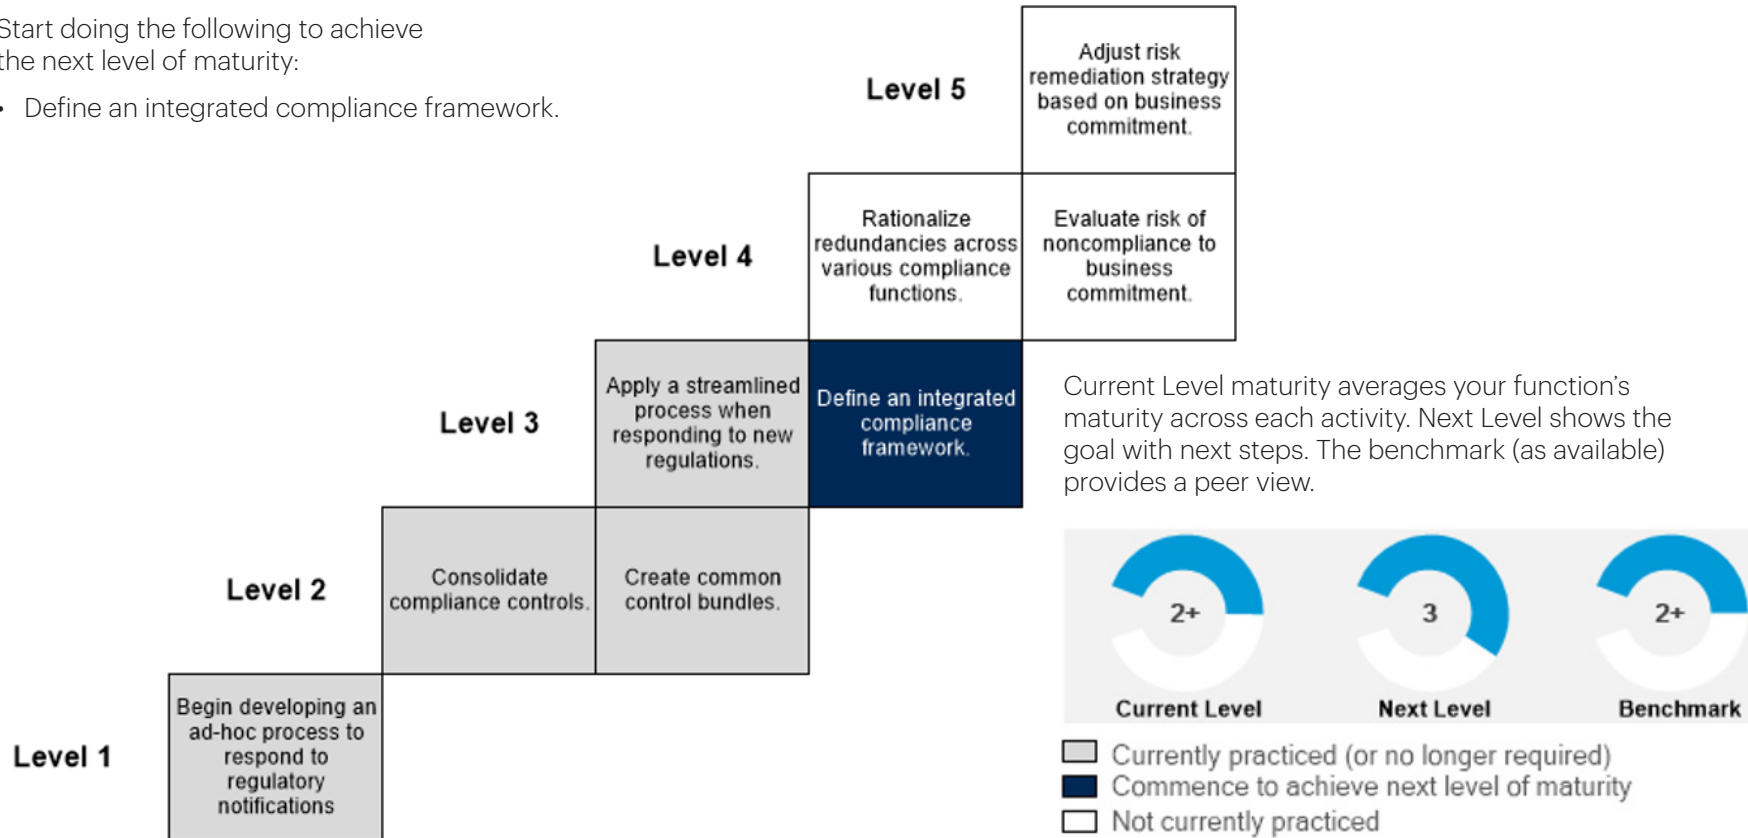 Start doing the following to achieve
the next level of maturity:
• Define an integrated compliance framework.
Level 5
Adjust risk
remediation strategy
based on business
commitment.
Level 4
Rationalize
redundancies across
various compliance
functions.
Evaluate risk of
noncompliance to
business
commitment.
Level 3
Apply a streamlined
process when
responding to new
regulations.
Define an integrated
compliance
framework.
Current Level maturity averages your function's
maturity across each activity. Next Level shows the
goal with next steps. The benchmark (as available)
provides a peer view.
Level 2
Consolidate
compliance controls.
Create common
control bundles.
2+
3
2+
Current Level
Next Level
Benchmark
Level 1
Begin developing an
ad-hoc process to
respond to
regulatory
notifications
Currently practiced (or no longer required)
Commence to achieve next level of maturity
Not currently practiced